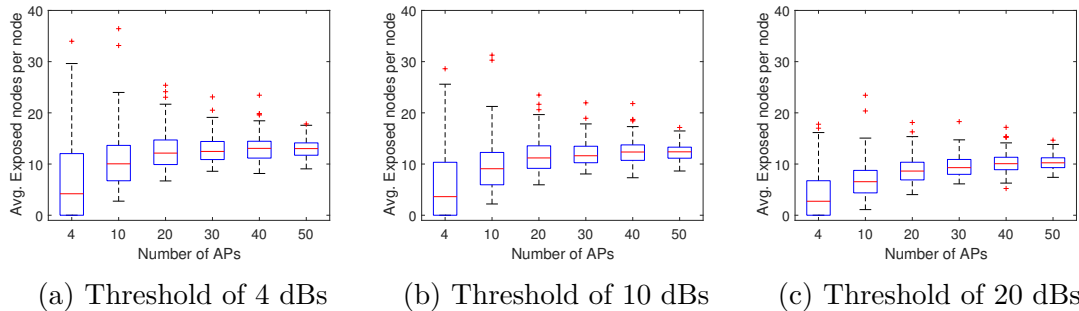 Avg. Exposed nodes per node
40
30
20
10
0
4 10 20 30 40 50
Number of APs
(a) Threshold of 4 dBs
Avg. Exposed nodes per node
40
30
20
10
0
4 10 20 30 40 50
Number of APs
(b) Threshold of 10 dBs
Avg. Exposed nodes per node
40
30
20
10
0
4 10 20 30 40 50
Number of APs
(c) Threshold of 20 dBs